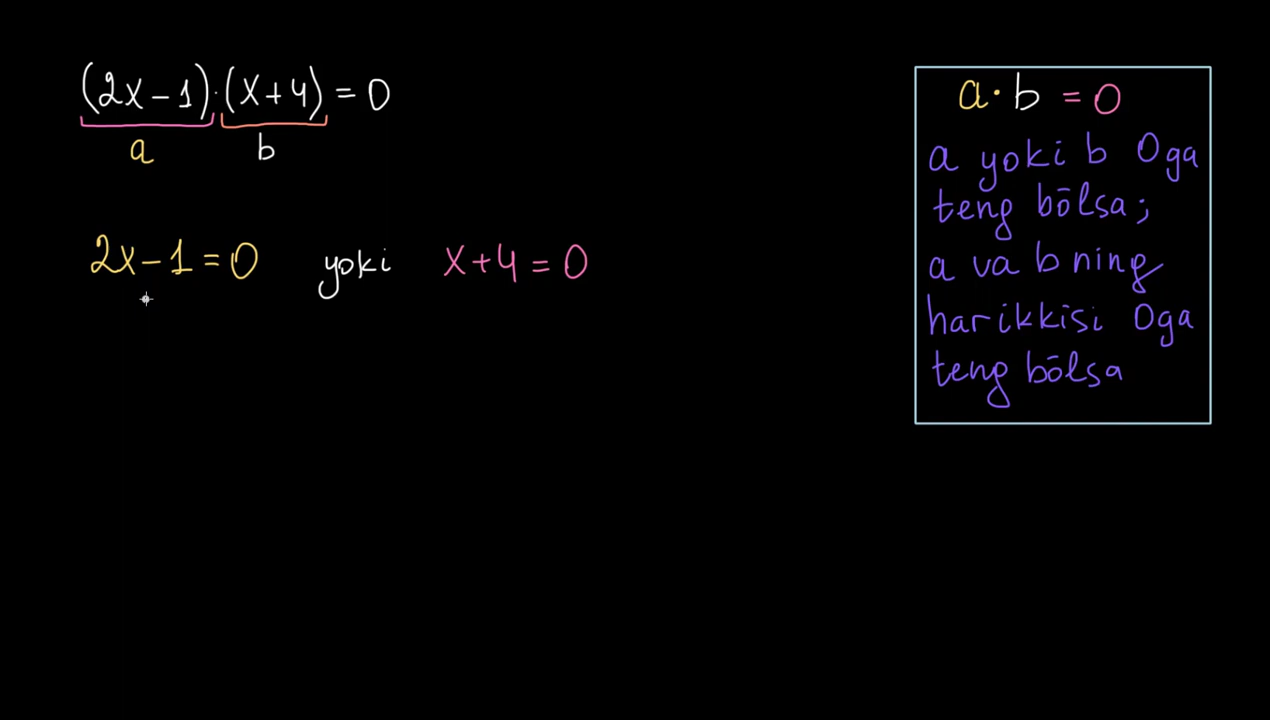 (2x-1)·(x+4)=0
a b
2x-1=0 yoki x+4=0
a·b=0
a yoki b 0ga
teng bōlsa;
a va b ning
harikkisi 0ga
teng bōlsa